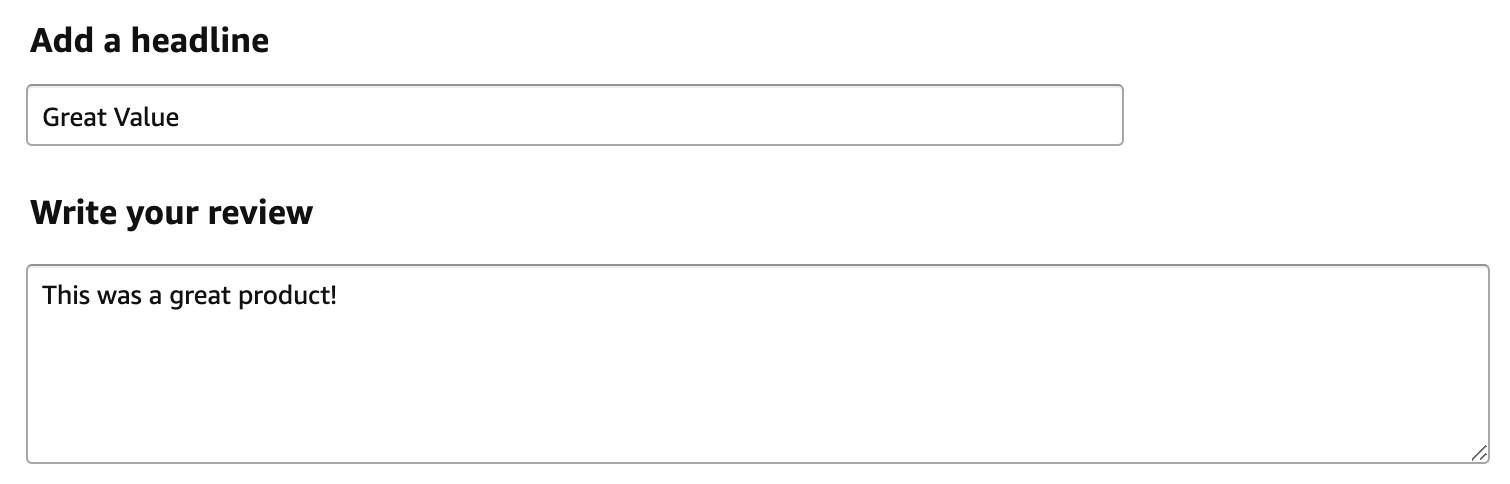 Add a headline
Great Value
Write your review
This was a great product!